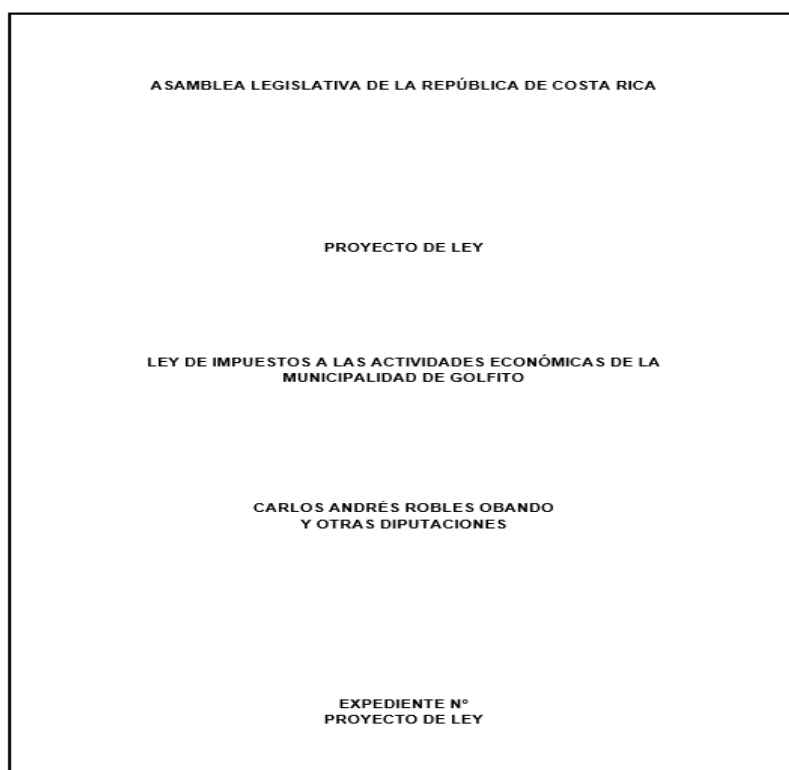 ASAMBLEA LEGISLATIVA DE LA REPÚBLICA DE COSTA RICA
PROYECTO DE LEY
LEY DE IMPUESTOS A LAS ACTIVIDADES ECONÓMICAS DE LA
MUNICIPALIDAD DE GOLFITO
CARLOS ANDRÉS ROBLES OBANDO
Y OTRAS DIPUTACIONES
EXPEDIENTE Nº
PROYECTO DE LEY